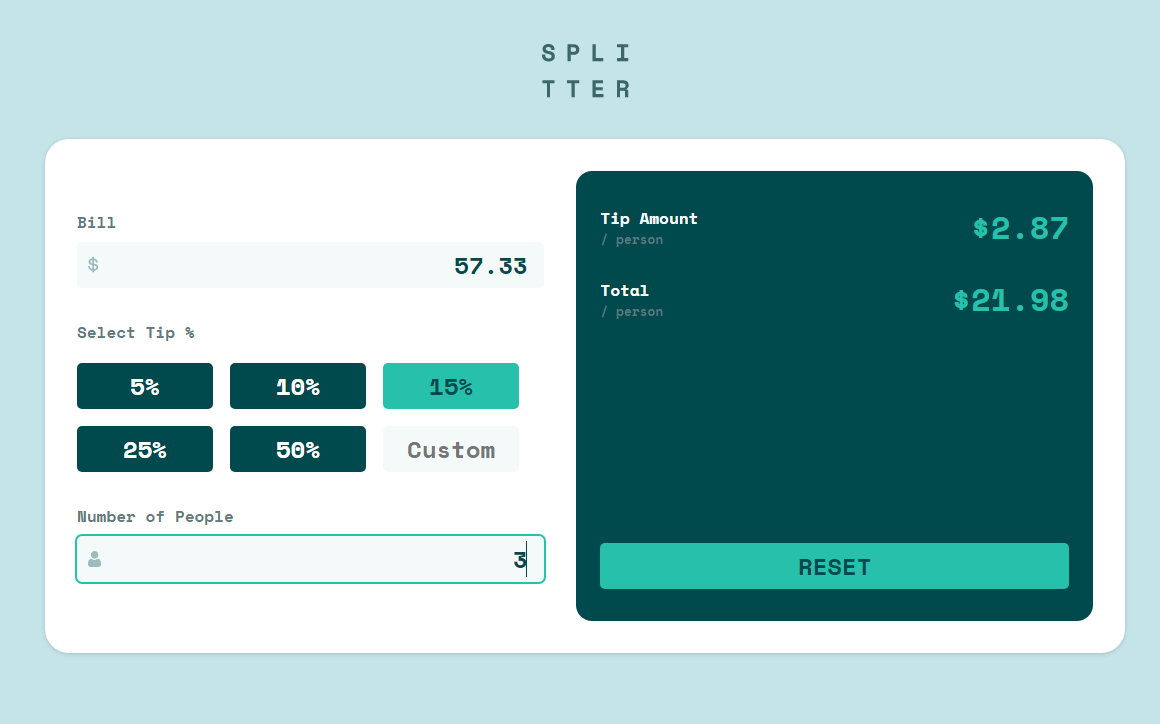 SPLI
TTER
Bill
$ 57.33
Select Tip %
5% 10% 15%
25% 50% Custom
Number of People
3
Tip Amount
/ person
$2.87
Total
/ person
$21.98
RESET